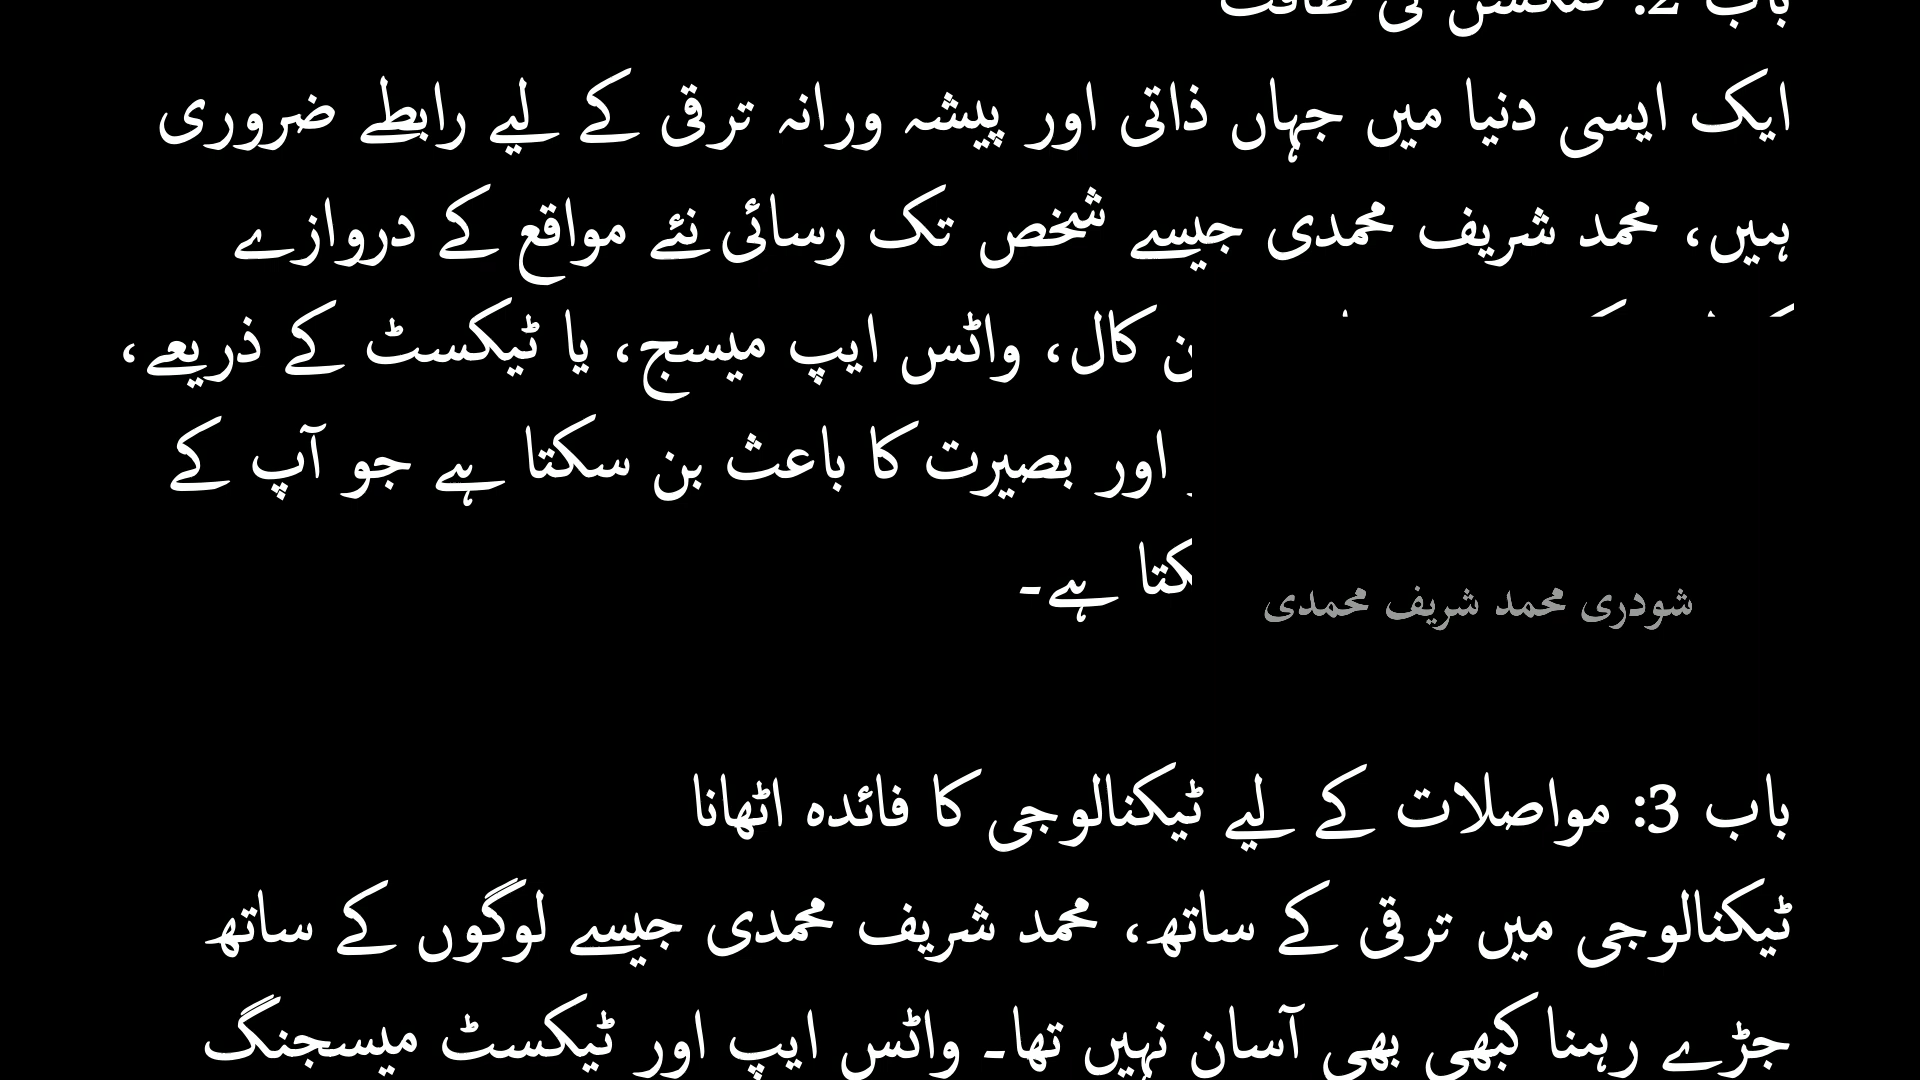 باب 2:
ایک ایسی دنیا میں جہاں ذاتی اور پیشہ ورانہ ترقی کے لیے رابطے ضروری
ہیں، محمد شریف محمدی جیسے شخص تک رسائی نئے مواقع کے دروازے
کال، واٹس ایپ میسج، یا ٹیکسٹ کے ذریعے،
اور بصیرت کا باعث بن سکتا ہے جو آپ کے
ہے۔
شودری محمد شریف محمدی
باب 3: مواصلات کے لیے ٹیکنالوجی کا فائدہ اٹھانا
ٹیکنالوجی میں ترقی کے ساتھ، محمد شریف محمدی جیسے لوگوں کے ساتھ
جڑے رہنا کبھی بھی آسان نہیں تھا۔ واٹس ایپ اور ٹیکسٹ میسجنگ